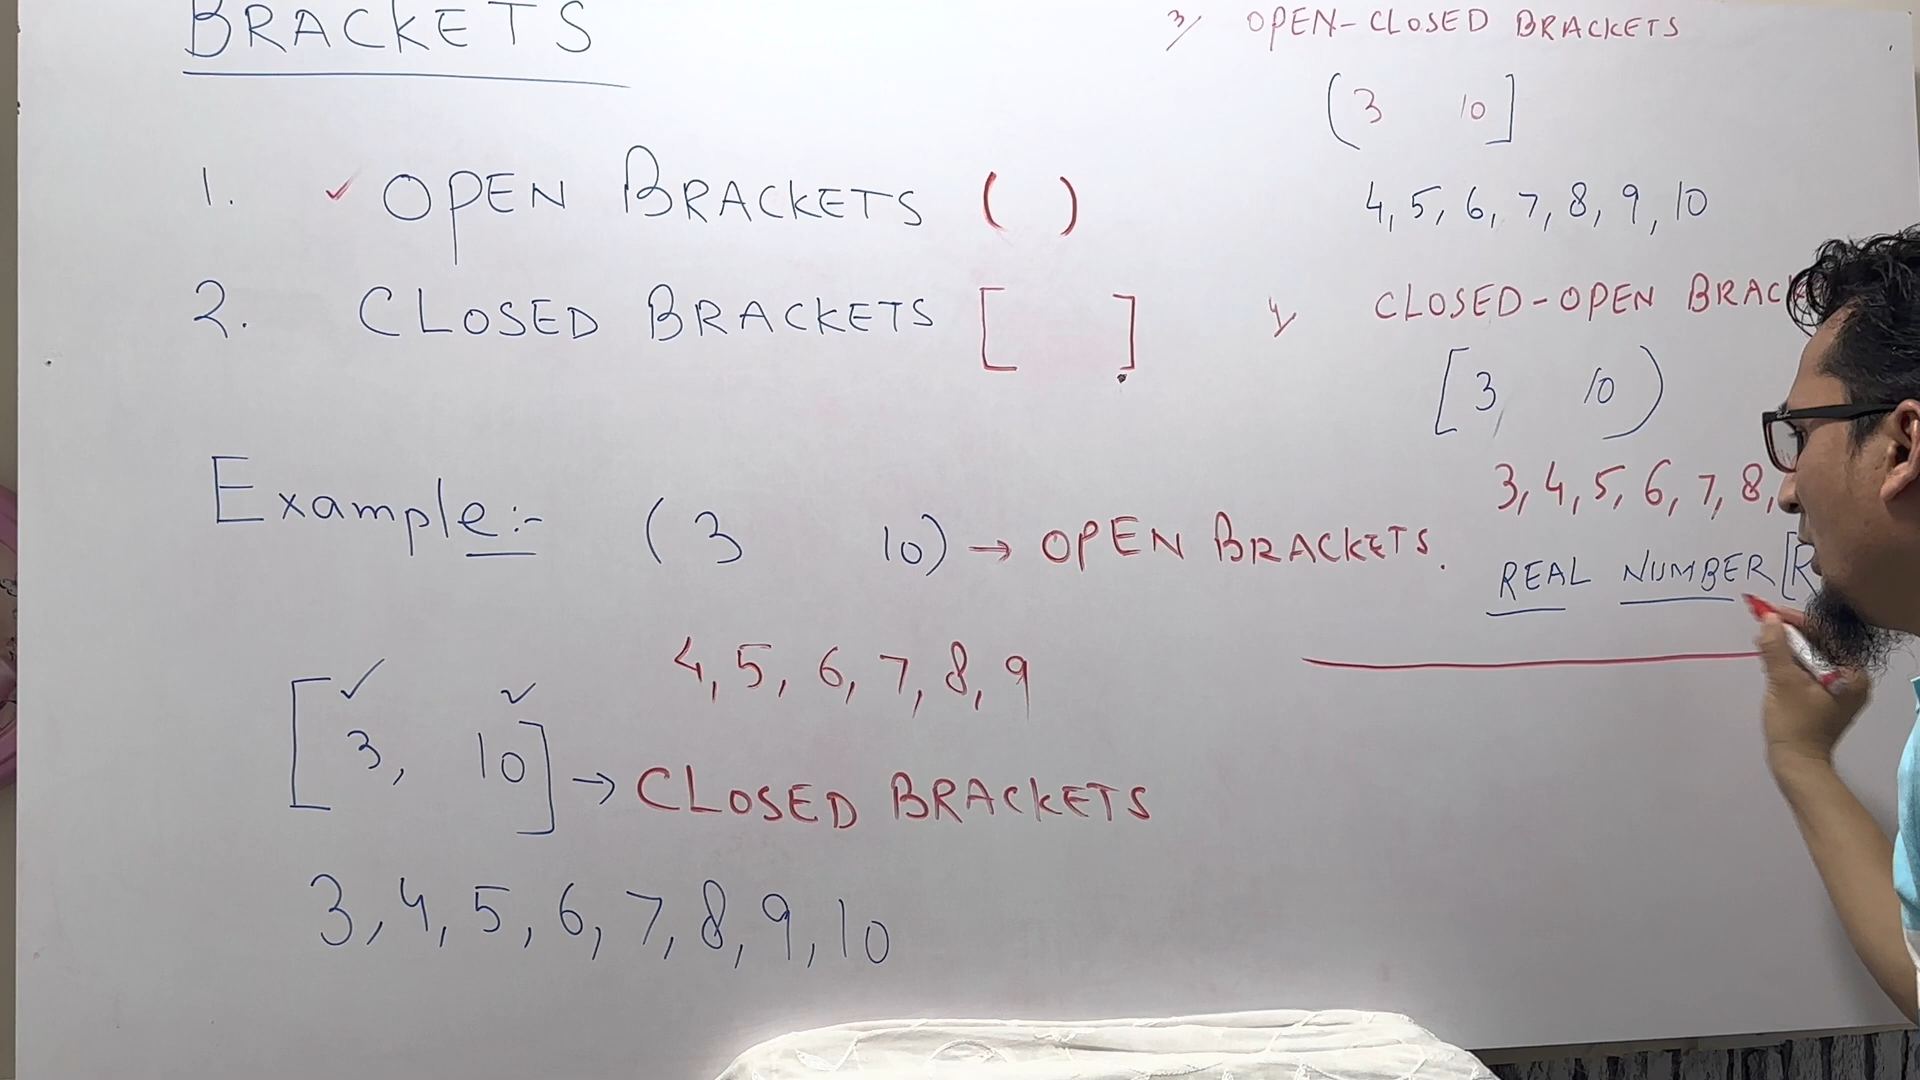 BRACKETS
1. ✓ OPEN BRACKETS ( )
2. CLOSED BRACKETS [ ]
Example:- (3 10) → OPEN BRACKETS.
4, 5, 6, 7, 8, 9
[3, 10] → CLOSED BRACKETS
3, 4, 5, 6, 7, 8, 9, 10
3/ OPEN-CLOSED BRACKETS
(3 10]
4, 5, 6, 7, 8, 9, 10
4/ CLOSED-OPEN BRAC
[3 10)
3, 4, 5, 6, 7, 8,
REAL NUMBER [R